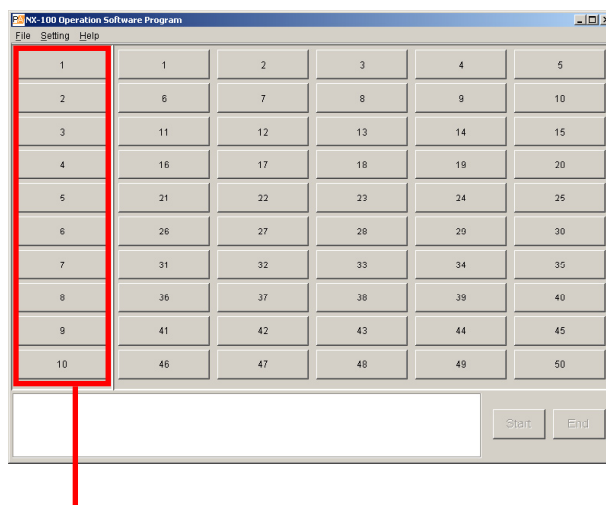 PA NX-100 Operation Software Program
File Setting Help
1 1 2 3 4 5
2 6 7 8 9 10
3 11 12 13 14 15
4 16 17 18 19 20
5 21 22 23 24 25
6 26 27 28 29 30
7 31 32 33 34 35
8 36 37 38 39 40
9 41 42 43 44 45
10 46 47 48 49 50
Start End